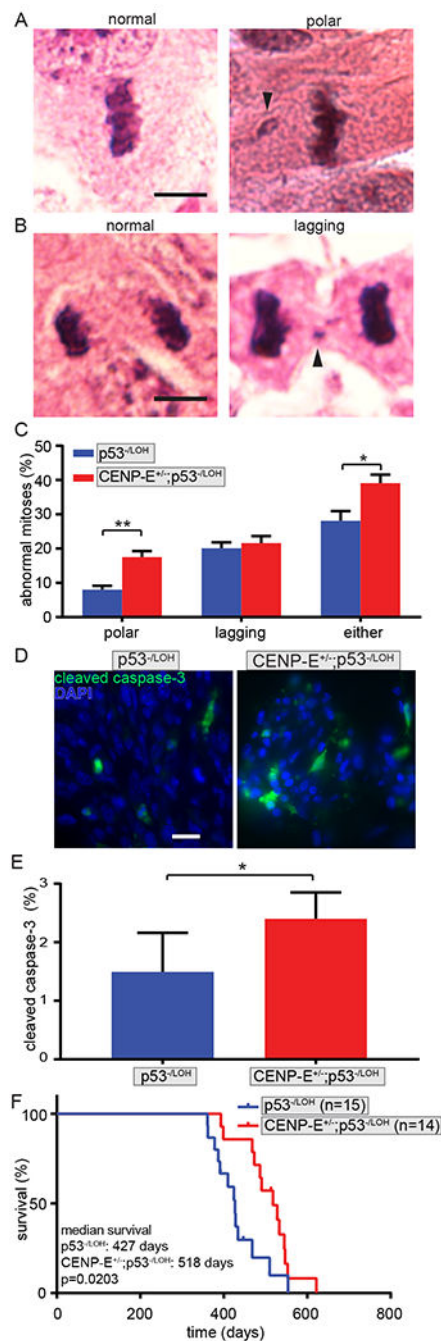 A
normal
polar
B
normal
lagging
C
p53-/LOH
CENP-E+/-;p53-/LOH
abnormal mitoses (%)
50
40
30
20
10
0
**
*
polar
lagging
either
D
p53-/LOH
CENP-E+/-;p53-/LOH
cleaved caspase-3
DAPI
E
cleaved caspase-3 (%)
3
2
1
0
*
p53-/LOH
CENP-E+/-;p53-/LOH
F
p53-/LOH (n=15)
CENP-E+/-;p53-/LOH (n=14)
survival (%)
100
50
0
median survival
p53-/LOH: 427 days
CENP-E+/-;p53-/LOH: 518 days
p=0.0203
0 200 400 600 800
time (days)